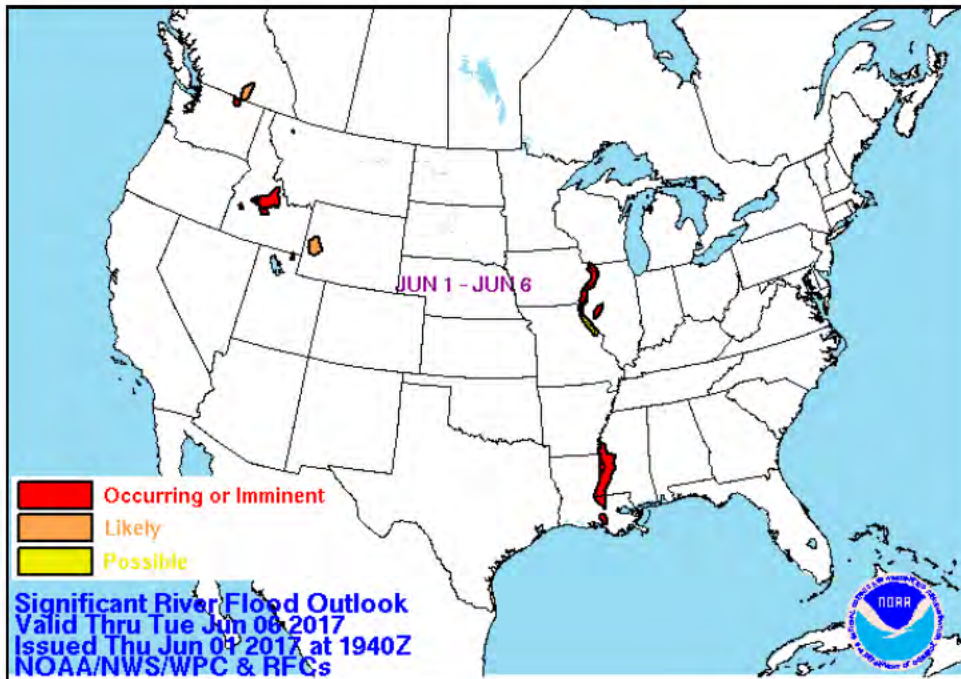 JUN 1 - JUN 6
Occurring or Imminent
Likely
Possible
Significant River Flood Outlook
Valid Thru Tue Jun 06 2017
Issued Thu Jun 01 2017 at 1940Z
NOAA/NWS/WPC & RFCs
NOAA